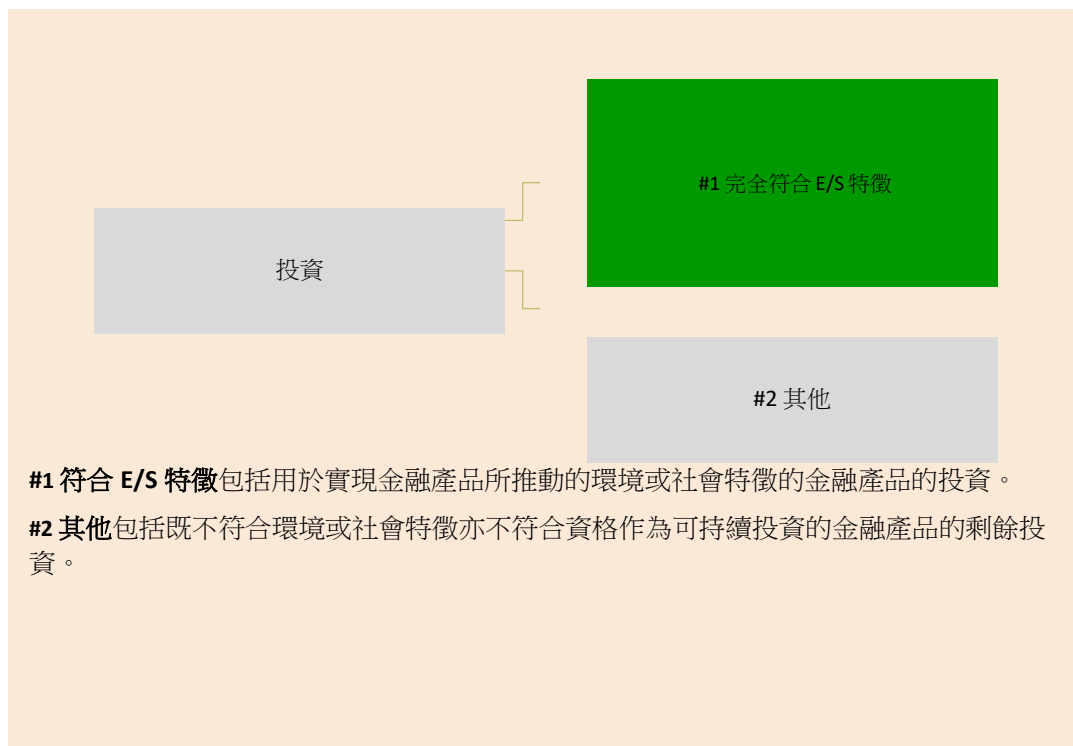 #1 完全符合 E/S 特徵
投資
#2 其他
#1 符合 E/S 特徵包括用於實現金融產品所推動的環境或社會特徵的金融產品的投資。
#2 其他包括既不符合環境或社會特徵亦不符合資格作為可持續投資的金融產品的剩餘投
資。